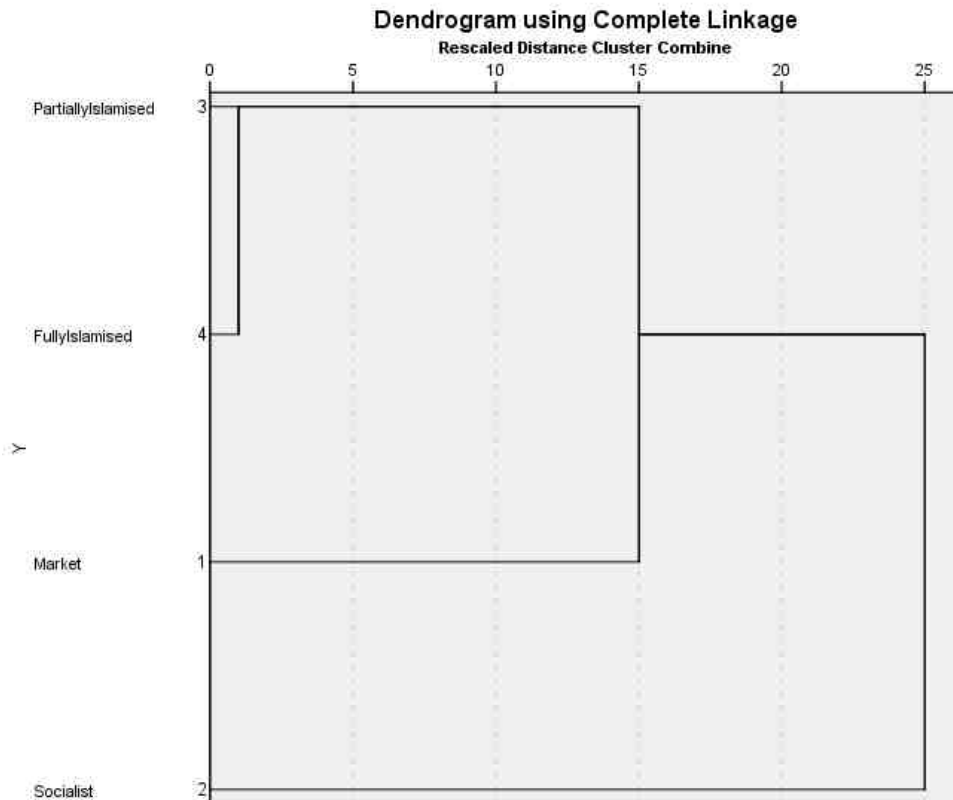 Dendrogram using Complete Linkage
Rescaled Distance Cluster Combine
0 5 10 15 20 25
PartiallyIslamised 3
FullyIslamised 4
Y
Market 1
Socialist 2